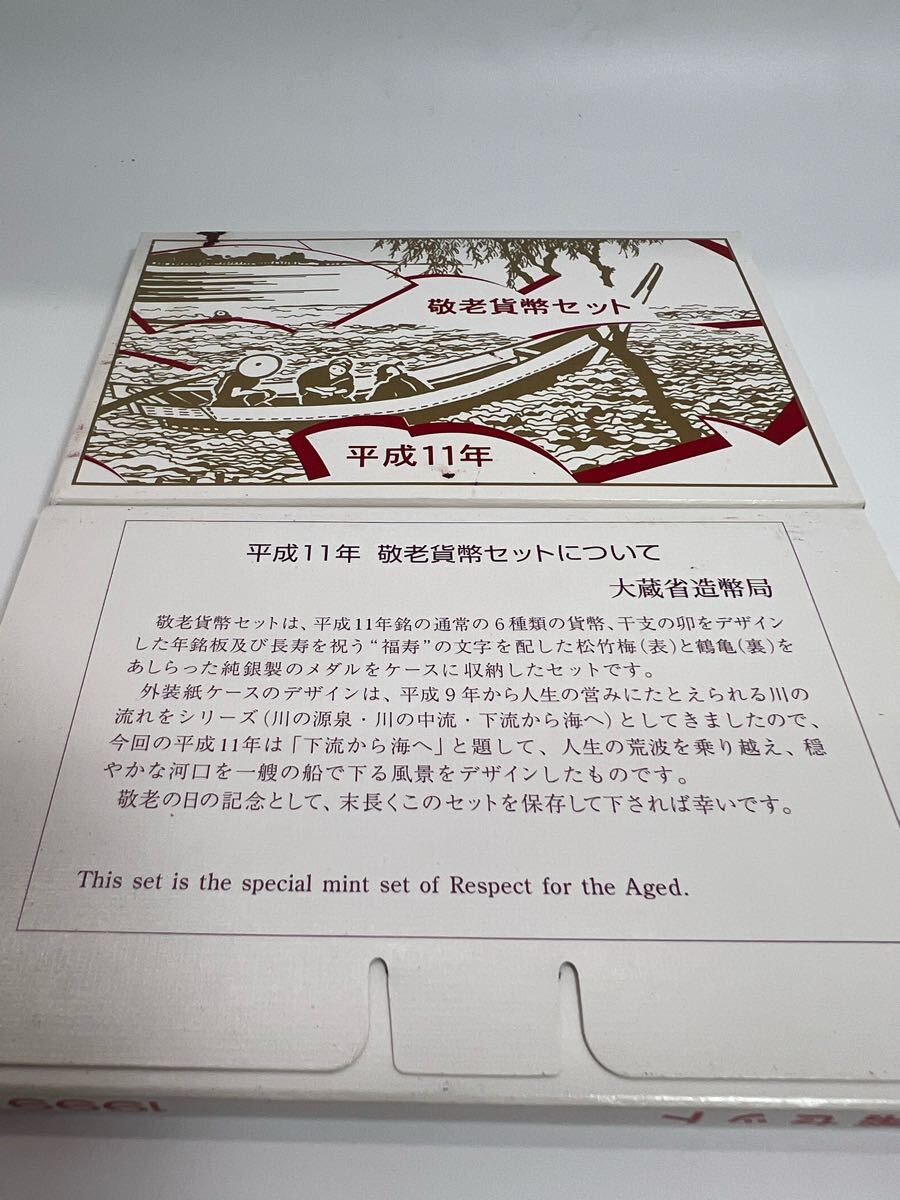 敬老貨幣セット
平成11年
平成11年 敬老貨幣セットについて
大蔵省造幣局
敬老貨幣セットは、平成11年銘の通常の6種類の貨幣、干支の卯をデザイン
した年銘板及び長寿を祝う“福寿”の文字を配した松竹梅(表)と鶴亀(裏)を
あしらった純銀製のメダルをケースに収納したセットです。
外装紙ケースのデザインは、平成9年から人生の営みにたとえられる川の
流れをシリーズ(川の源泉・川の中流・下流から海へ)としてきましたので、
今回の平成11年は「下流から海へ」と題して、人生の荒波を乗り越え、穏
やかな河口を一艘の船で下る風景をデザインしたものです。
敬老の日の記念として、末長くこのセットを保存して下されば幸いです。
This set is the special mint set of Respect for the Aged.
1999
幣セット